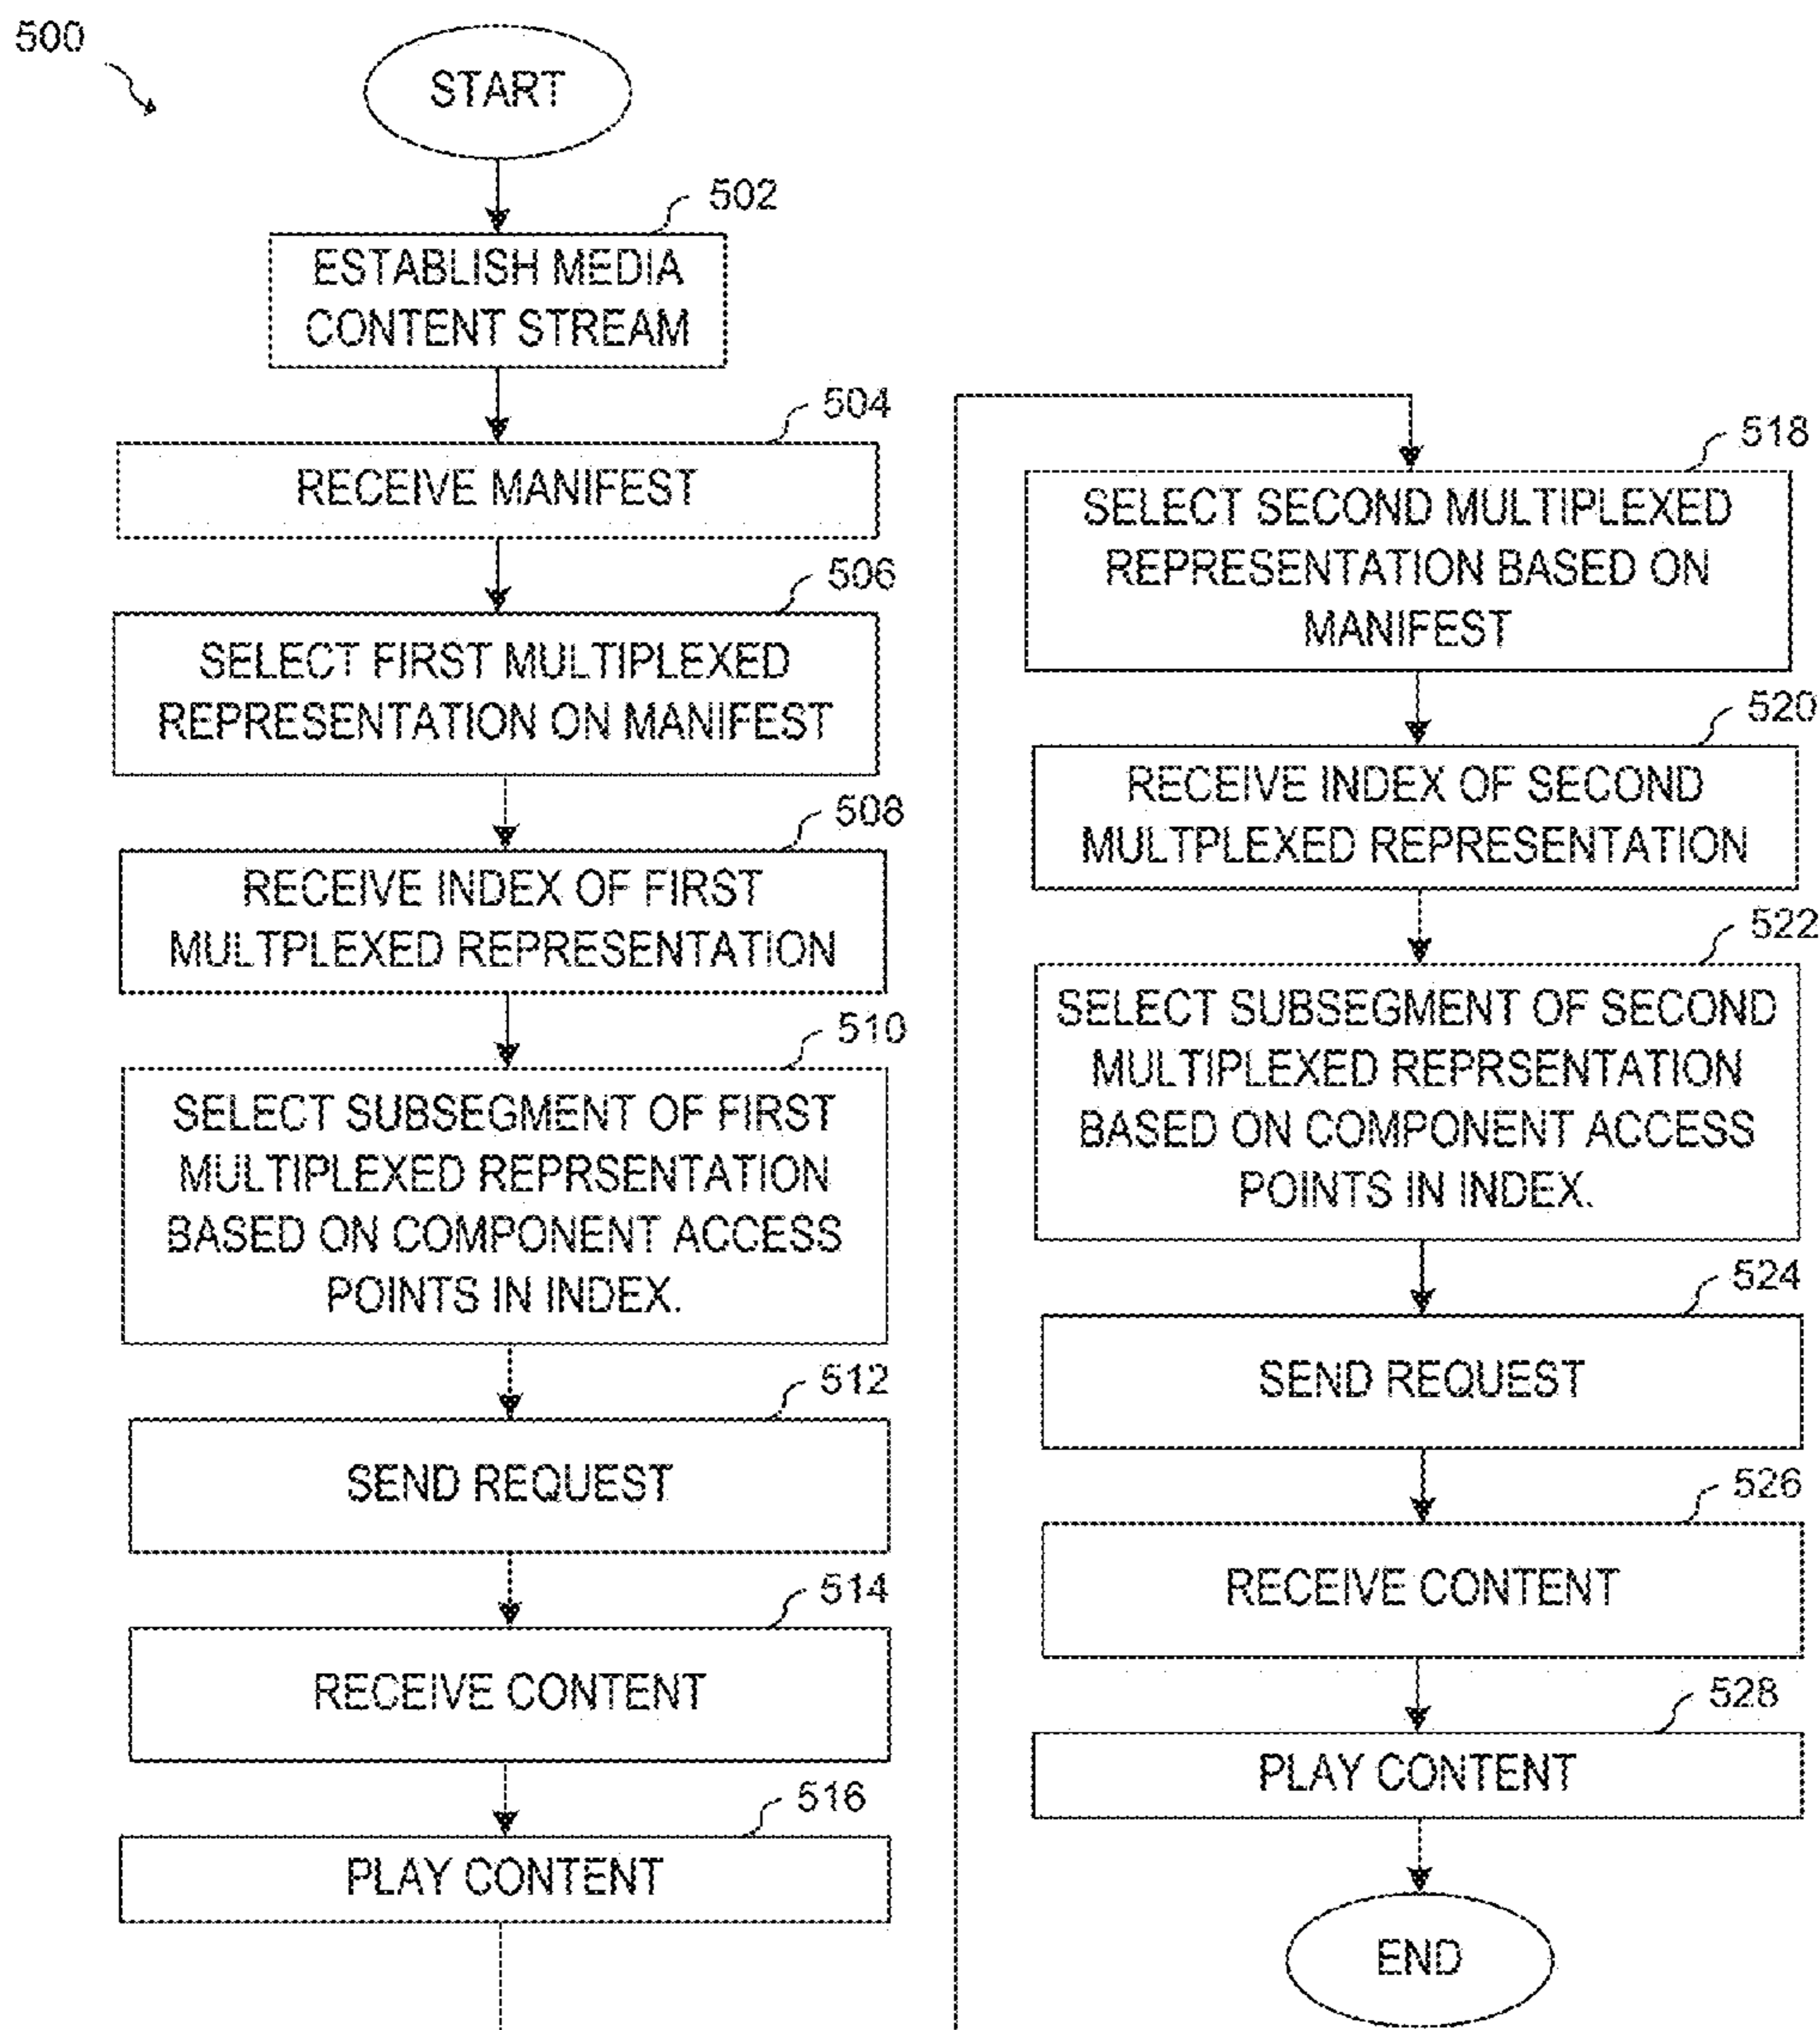 500
START
502
ESTABLISH MEDIA
CONTENT STREAM
504
RECEIVE MANIFEST
506
SELECT FIRST MULTIPLEXED
REPRESENTATION ON MANIFEST
508
RECEIVE INDEX OF FIRST
MULTPLEXED REPRESENTATION
510
SELECT SUBSEGMENT OF FIRST
MULTIPLEXED REPRSENTATION
BASED ON COMPONENT ACCESS
POINTS IN INDEX.
512
SEND REQUEST
514
RECEIVE CONTENT
516
PLAY CONTENT
518
SELECT SECOND MULTIPLEXED
REPRESENTATION BASED ON
MANIFEST
520
RECEIVE INDEX OF SECOND
MULTPLEXED REPRESENTATION
522
SELECT SUBSEGMENT OF SECOND
MULTIPLEXED REPRSENTATION
BASED ON COMPONENT ACCESS
POINTS IN INDEX.
524
SEND REQUEST
526
RECEIVE CONTENT
528
PLAY CONTENT
END